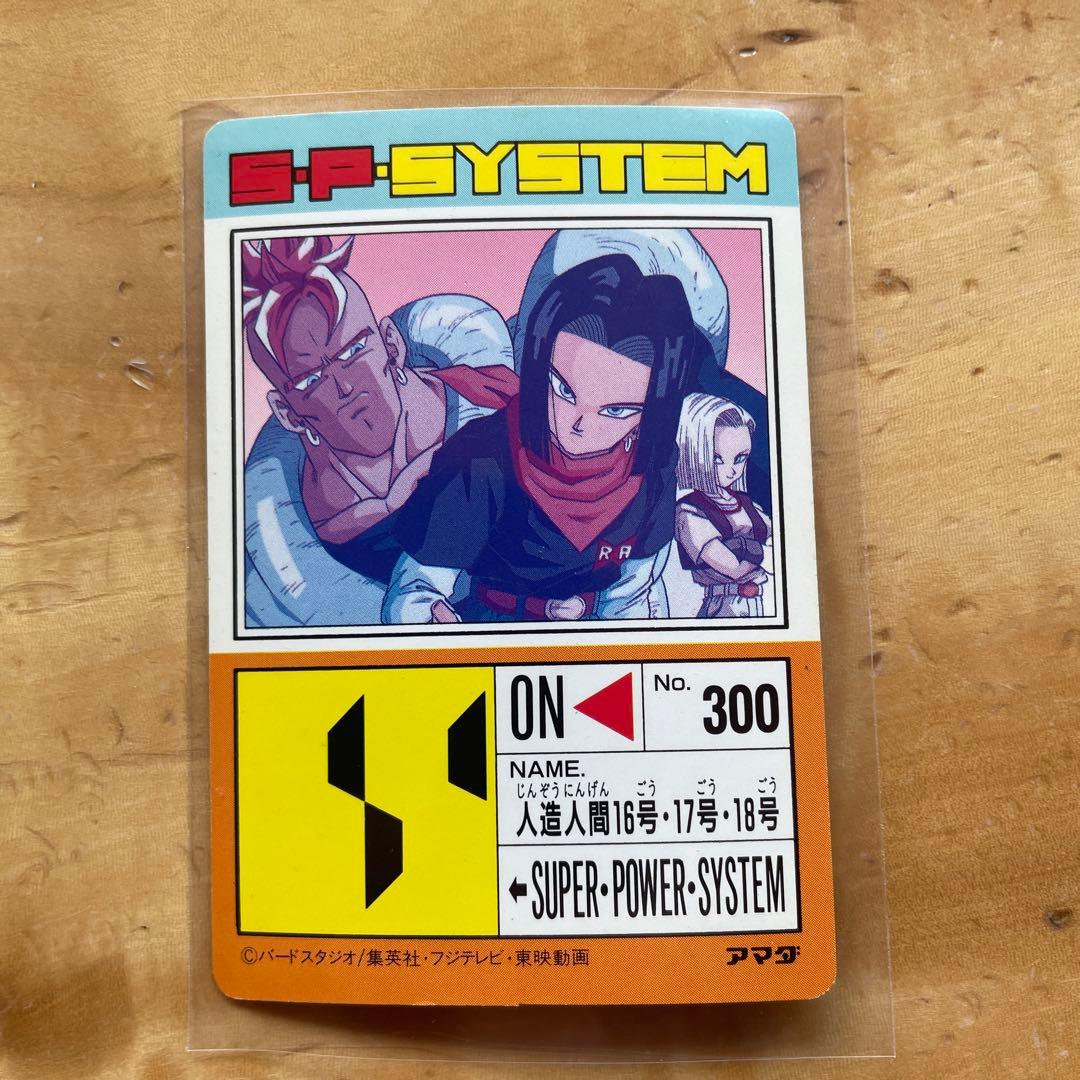 S・P・SYSTEM
RR
ON
No. 300
NAME.
じんぞうにんげん ごう ごう ごう
人造人間16号・17号・18号
←SUPER・POWER・SYSTEM
©バードスタジオ/集英社・フジテレビ・東映動画
アマダ